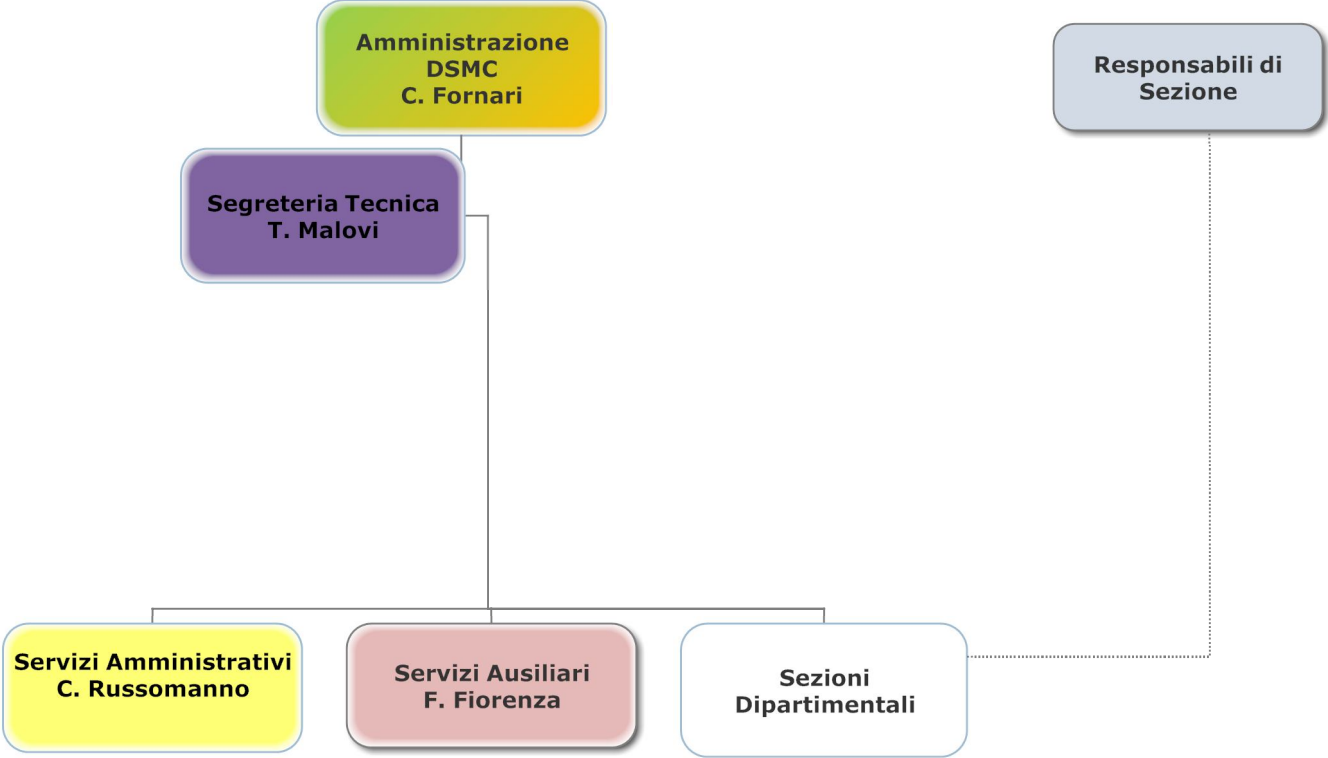 Amministrazione
DSMC
C. Fornari
Responsabili di
Sezione
Segreteria Tecnica
T. Malovi
Servizi Amministrativi
C. Russomanno
Servizi Ausiliari
F. Fiorenza
Sezioni
Dipartimentali